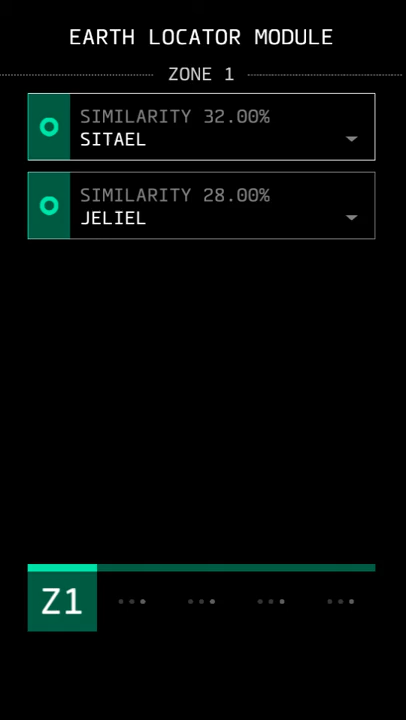 EARTH LOCATOR MODULE
ZONE 1
SIMILARITY 32.00%
SITAEL
SIMILARITY 28.00%
JELIEL
Z1